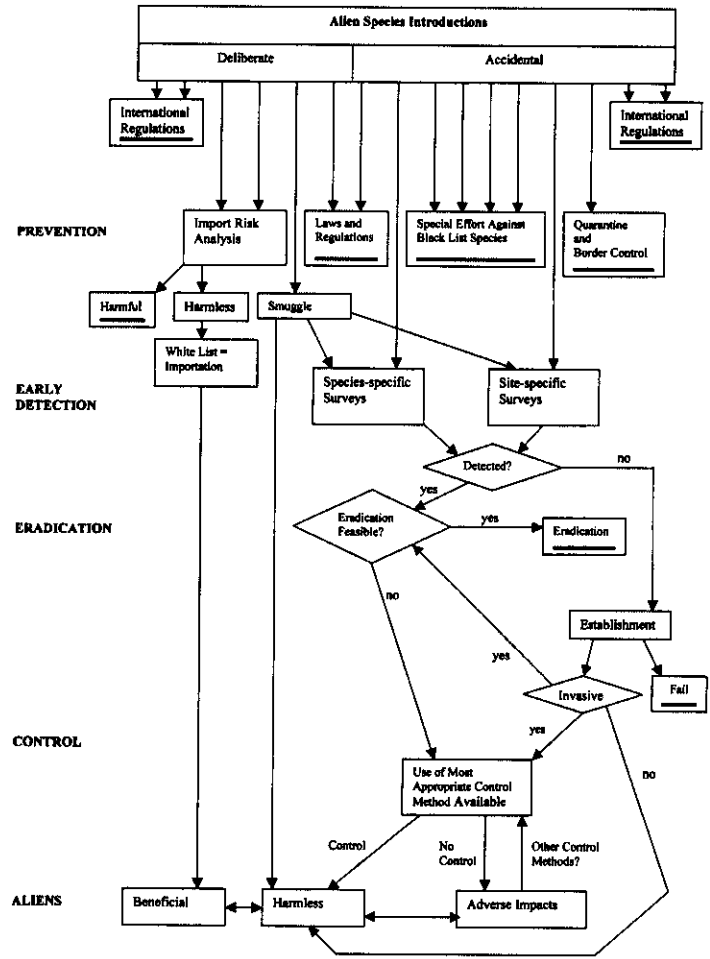 Alien Species Introductions
Deliberate
Accidental
International
Regulations
International
Regulations
PREVENTION
Import Risk
Analysis
Laws and
Regulations
Special Effort Against
Black List Species
Quarantine
and
Border Control
Harmful
Harmless
Smuggle
White List =
Importation
EARLY
DETECTION
Species-specific
Surveys
Site-specific
Surveys
Detected?
no
yes
ERADICATION
Eradication
Feasible?
yes
Eradication
no
Establishment
yes
Invasive
Fail
yes
CONTROL
no
Use of Most
Appropriate Control
Method Available
Control
No
Control
Other Control
Methods?
ALIENS
Beneficial
Harmless
Adverse Impacts